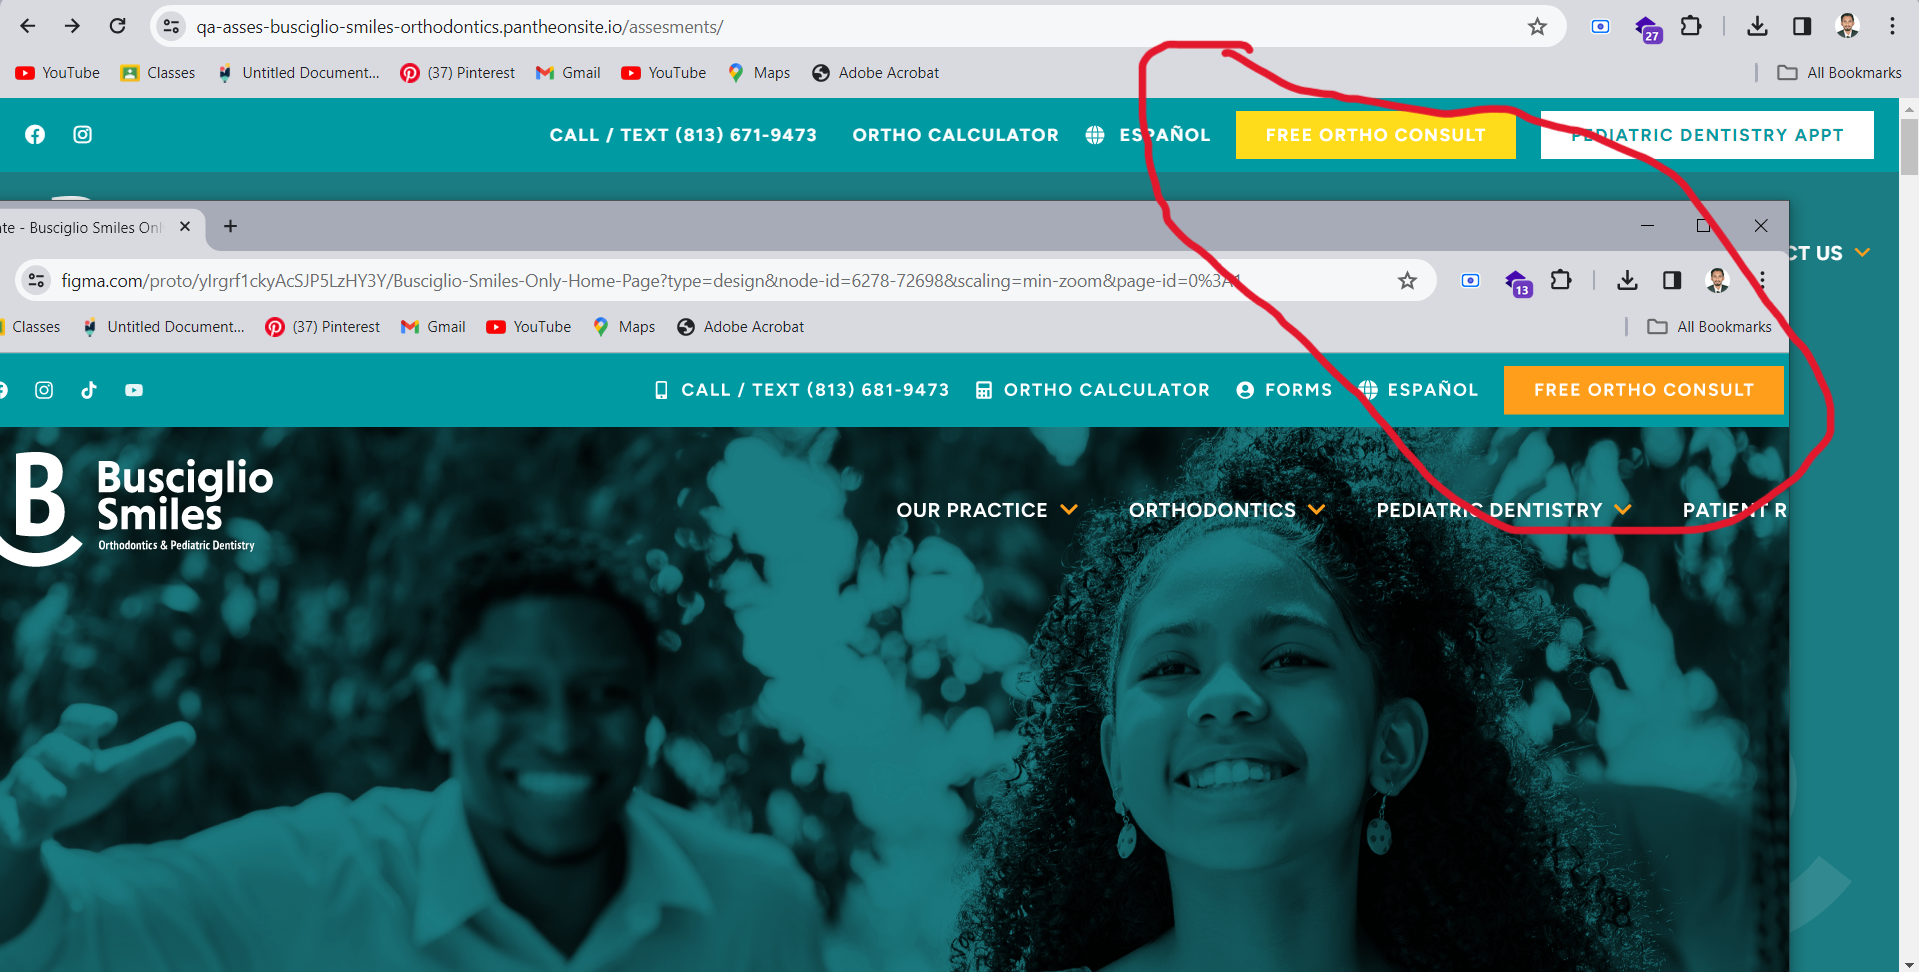 qa-asses-busciglio-smiles-orthodontics.pantheonsite.io/assesments/
27
YouTube Classes Untitled Document... (37) Pinterest Gmail YouTube Maps Adobe Acrobat All Bookmarks
CALL / TEXT (813) 671-9473 ORTHO CALCULATOR ESPAÑOL FREE ORTHO CONSULT PEDIATRIC DENTISTRY APPT
te - Busciglio Smiles Onl
CT US
figma.com/proto/ylrgrf1ckyAcSJP5LzHY3Y/Busciglio-Smiles-Only-Home-Page?type=design&node-id=6278-72698&scaling=min-zoom&page-id=0%3A1
13
Classes Untitled Document... (37) Pinterest Gmail YouTube Maps Adobe Acrobat All Bookmarks
CALL / TEXT (813) 681-9473 ORTHO CALCULATOR FORMS ESPAÑOL FREE ORTHO CONSULT
B Busciglio
Smiles
Orthodontics & Pediatric Dentistry
OUR PRACTICE ORTHODONTICS PEDIATRIC DENTISTRY PATIENT R